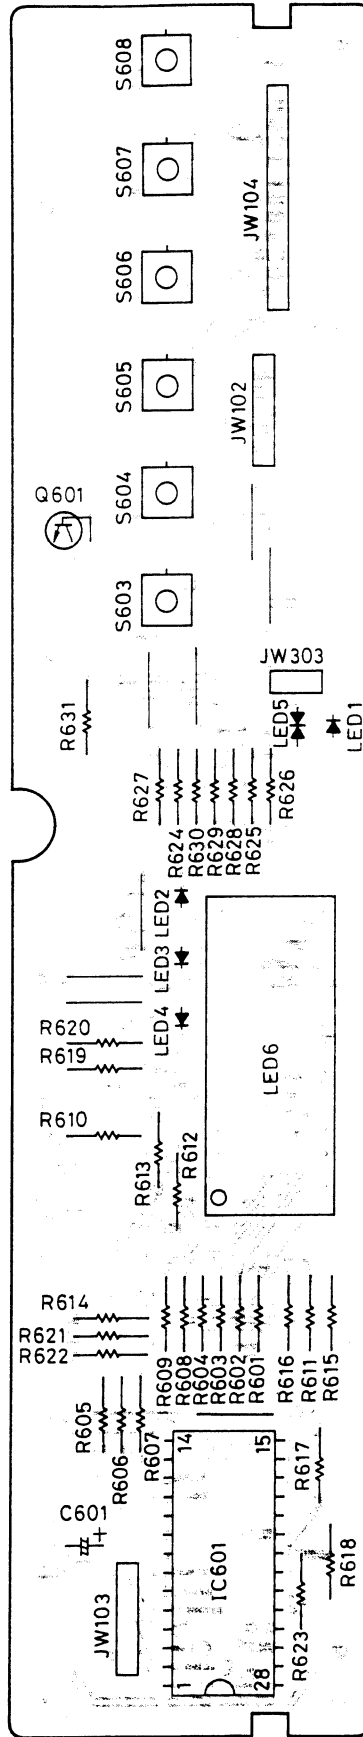 S608
S607
JW104
S606
S605
JW102
Q601
S604
S603
JW303
R631
LED5
LED1
R627
R624
R630
R629
R628
R625
R626
LED2
LED3
LED4
R620
R619
LED6
R610
R613
R612
R614
R621
R622
R609
R608
R604
R603
R602
R601
R616
R611
R615
R605
R606
R607
14
15
R617
C601
+
IC601
R618
JW103
R623
1
28